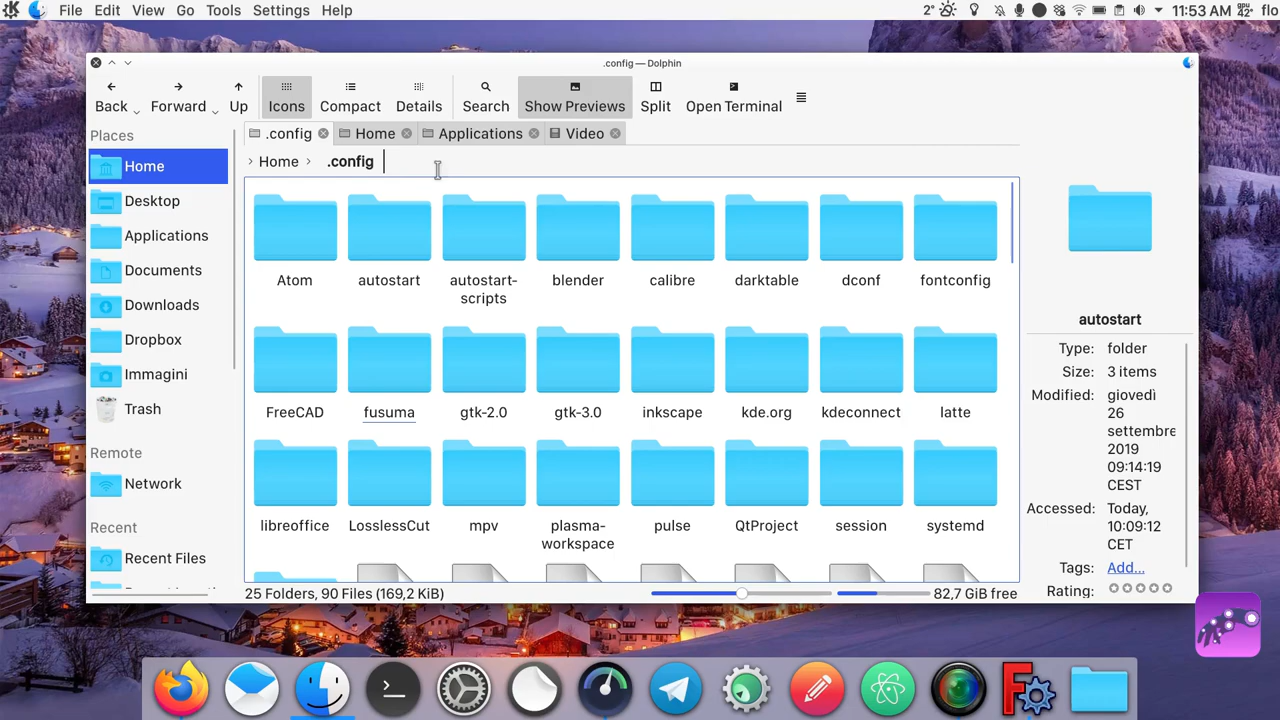 File Edit View Go Tools Settings Help
2° 11:53 AM gpu 42° flo
.config — Dolphin
Back Forward Up Icons Compact Details Search Show Previews Split Open Terminal
Places
.config Home Applications Video
Home .config
Home
Desktop
Applications
Documents
Downloads
Dropbox
Immagini
Trash
Remote
Network
Recent
Recent Files
Atom autostart autostart-scripts blender calibre darktable dconf fontconfig
FreeCAD fusuma gtk-2.0 gtk-3.0 inkscape kde.org kdeconnect latte
libreoffice LosslessCut mpv plasma-workspace pulse QtProject session systemd
25 Folders, 90 Files (169,2 KiB) 82,7 GiB free
autostart
Type: folder
Size: 3 items
Modified: giovedì
26
settembre
2019
09:14:19
CEST
Accessed: Today,
10:09:12
CET
Tags: Add...
Rating: